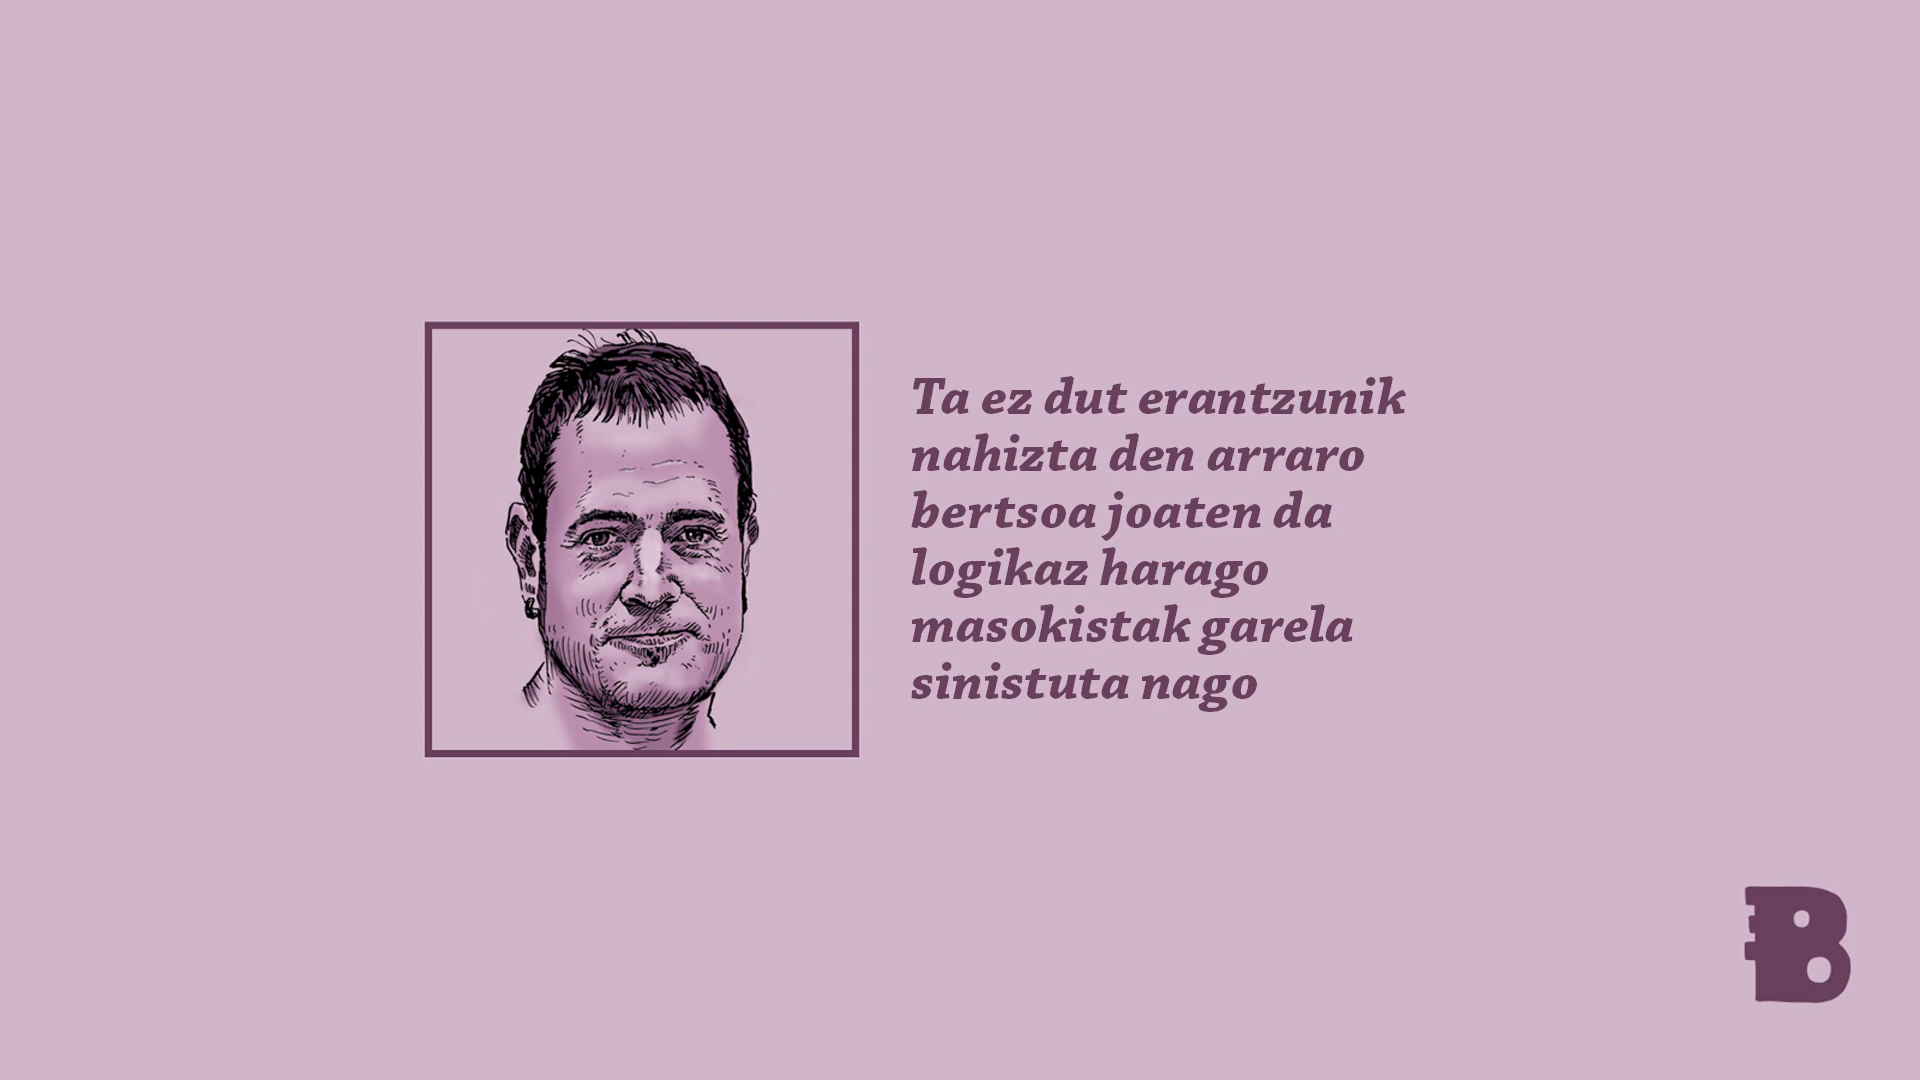 Ta ez dut erantzunik
nahizta den arraro
bertsoa joaten da
logikaz harago
masokistak garela
sinistuta nago
B